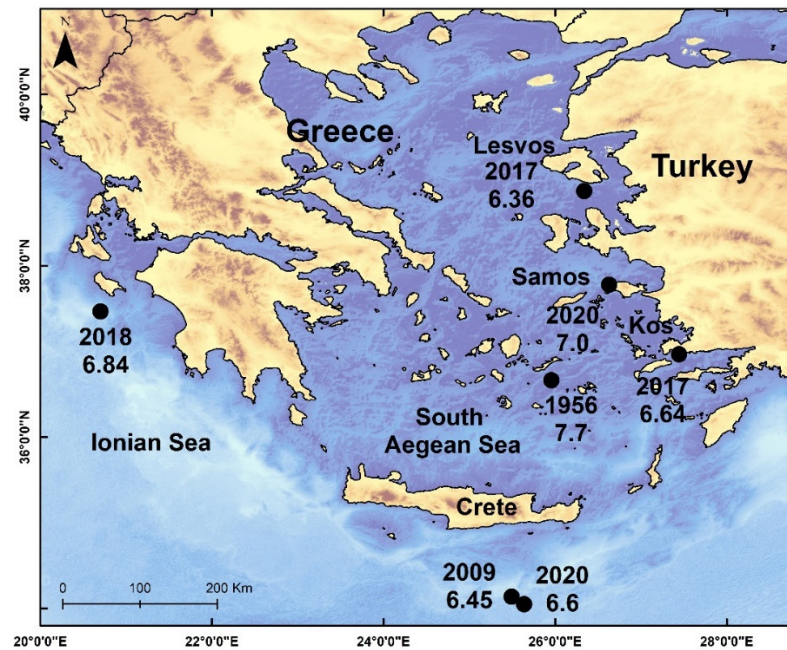 N
40°0'0"N
38°0'0"N
36°0'0"N
Greece
Turkey
Lesvos
2017
6.36
Samos
2020
7.0
Kos
2017
6.64
1956
7.7
2018
6.84
Ionian Sea
South
Aegean Sea
Crete
2009
6.45
2020
6.6
0 100 200 Km
20°0'0"E 22°0'0"E 24°0'0"E 26°0'0"E 28°0'0"E